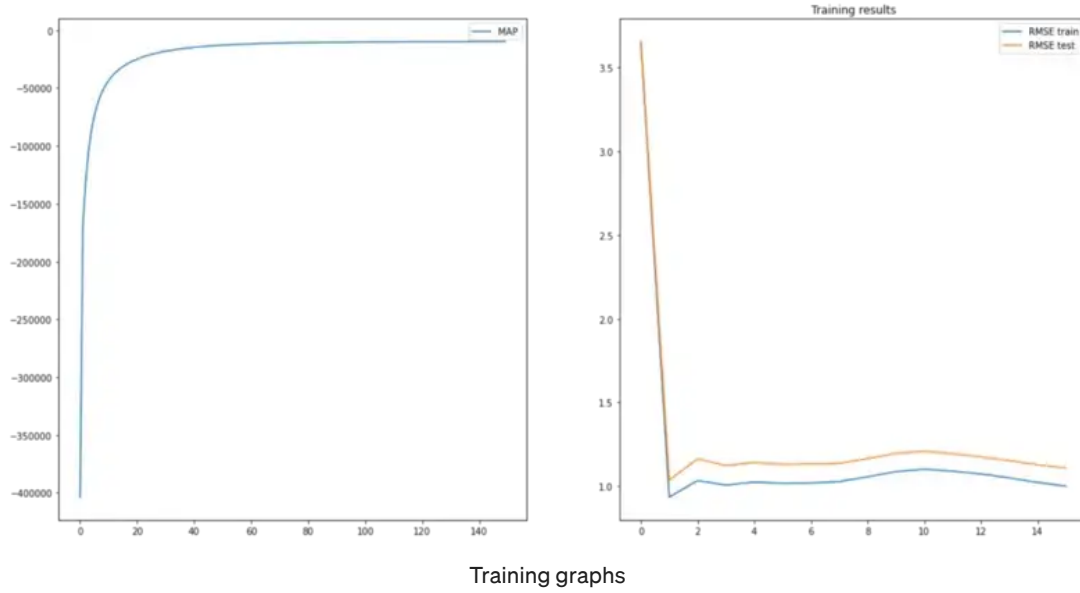 MAP
0
−50000
−100000
−150000
−200000
−250000
−300000
−350000
−400000
0 20 40 60 80 100 120 140
Training results
RMSE train
RMSE test
3.5
3.0
2.5
2.0
1.5
1.0
0 2 4 6 8 10 12 14
Training graphs